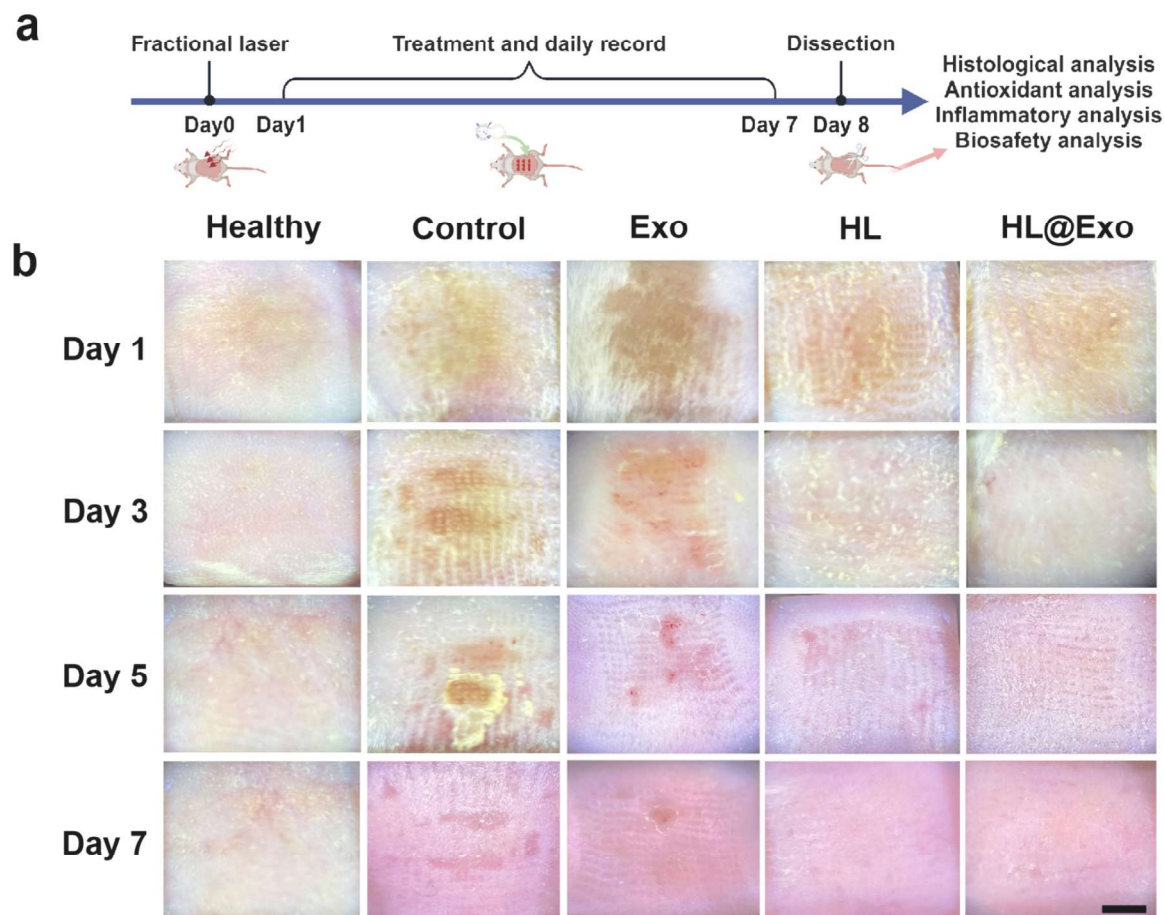 a
Fractional laser
Treatment and daily record
Dissection
Histological analysis
Antioxidant analysis
Inflammatory analysis
Biosafety analysis
Day0
Day1
Day 7
Day 8
b
Healthy
Control
Exo
HL
HL@Exo
Day 1
Day 3
Day 5
Day 7